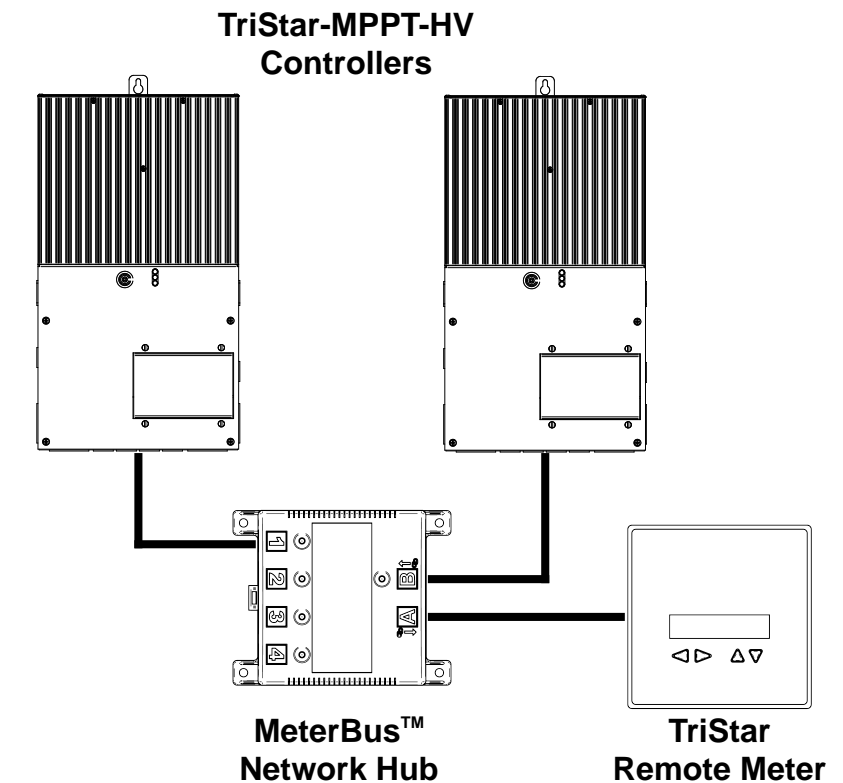 TriStar-MPPT-HV
Controllers
1
2
3
4
B
A
MeterBus™
Network Hub
TriStar
Remote Meter